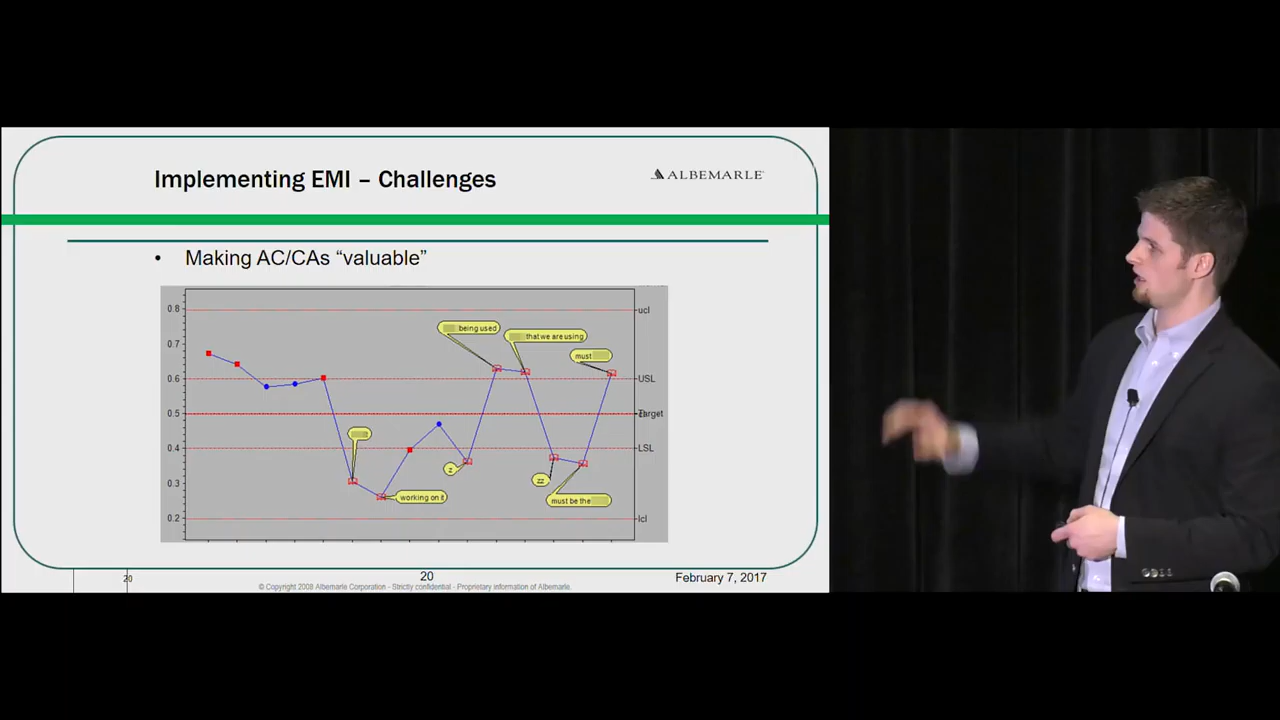 Implementing EMI – Challenges
ALBEMARLE
• Making AC/CAs “valuable”
0.8
0.7
0.6
0.5
0.4
0.3
0.2
ucl
USL
LSL
lcl
being used
that we are using
must
z
working on it
zz
must be the
20
20
© Copyright 2008 Albemarle Corporation - Strictly confidential - Proprietary information of Albemarle.
February 7, 2017